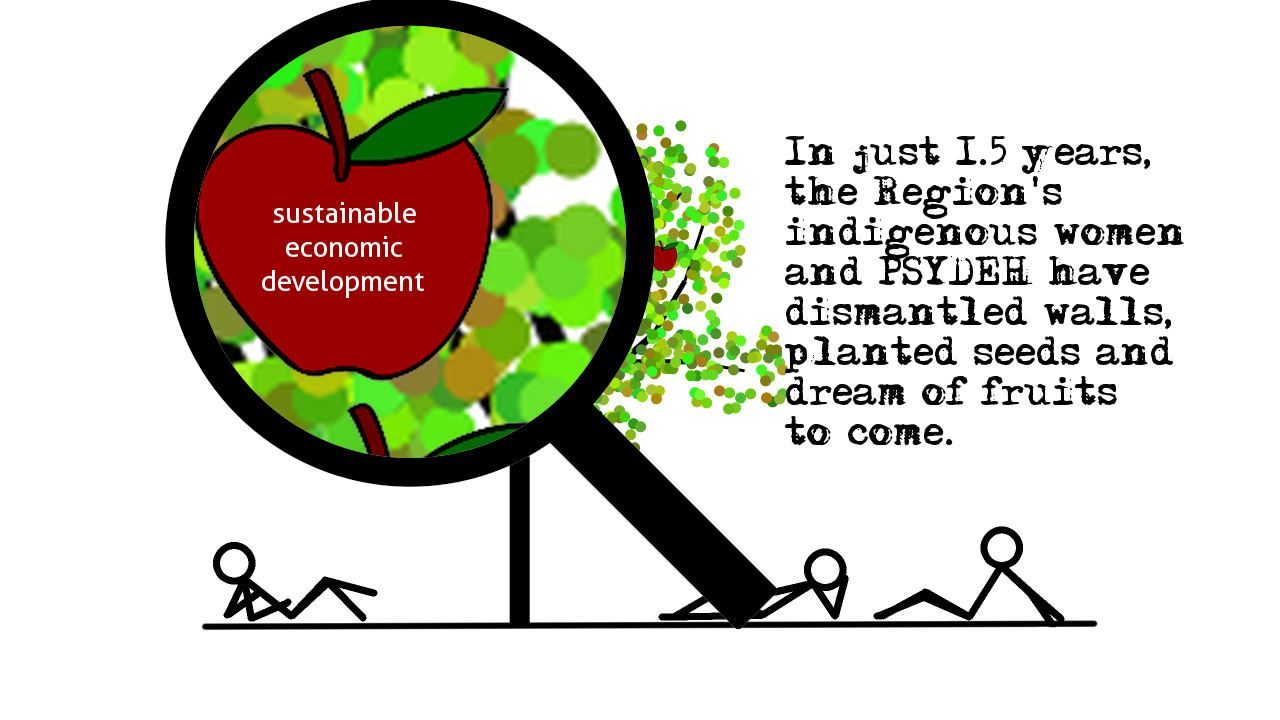 sustainable
economic
development
In just 1.5 years,
the Region's
indigenous women
and PSYDEH have
dismantled walls,
planted seeds and
dream of fruits
to come.